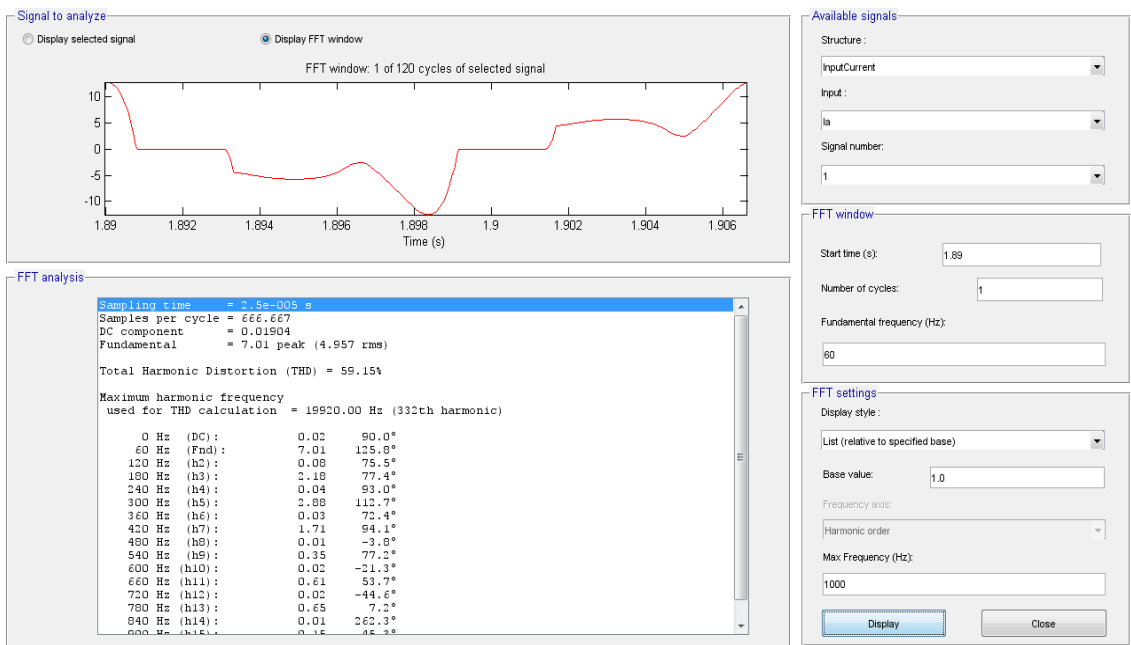 Signal to analyze
Display selected signal
Display FFT window
FFT window: 1 of 120 cycles of selected signal
10
5
0
-5
-10
1.89 1.892 1.894 1.896 1.898 1.9 1.902 1.904 1.906
Time (s)
FFT analysis
Sampling time = 2.5e-005 s
Samples per cycle = 666.667
DC component = 0.01904
Fundamental = 7.01 peak (4.957 rms)
Total Harmonic Distortion (THD) = 59.15%
Maximum harmonic frequency
used for THD calculation = 19920.00 Hz (332th harmonic)
0 Hz (DC): 0.02 90.0°
60 Hz (Fnd): 7.01 125.8°
120 Hz (h2): 0.08 75.5°
180 Hz (h3): 2.18 77.4°
240 Hz (h4): 0.04 93.0°
300 Hz (h5): 2.88 112.7°
360 Hz (h6): 0.03 72.4°
420 Hz (h7): 1.71 94.1°
480 Hz (h8): 0.01 -3.8°
540 Hz (h9): 0.35 77.2°
600 Hz (h10): 0.02 -21.3°
660 Hz (h11): 0.61 53.7°
720 Hz (h12): 0.02 -44.6°
780 Hz (h13): 0.65 7.2°
840 Hz (h14): 0.01 262.3°
900 Hz (h15): 0.15
Available signals
Structure :
InputCurrent
Input :
Ia
Signal number:
1
FFT window
Start time (s): 1.89
Number of cycles: 1
Fundamental frequency (Hz):
60
FFT settings
Display style :
List (relative to specified base)
Base value: 1.0
Frequency axis:
Harmonic order
Max Frequency (Hz):
1000
Display
Close